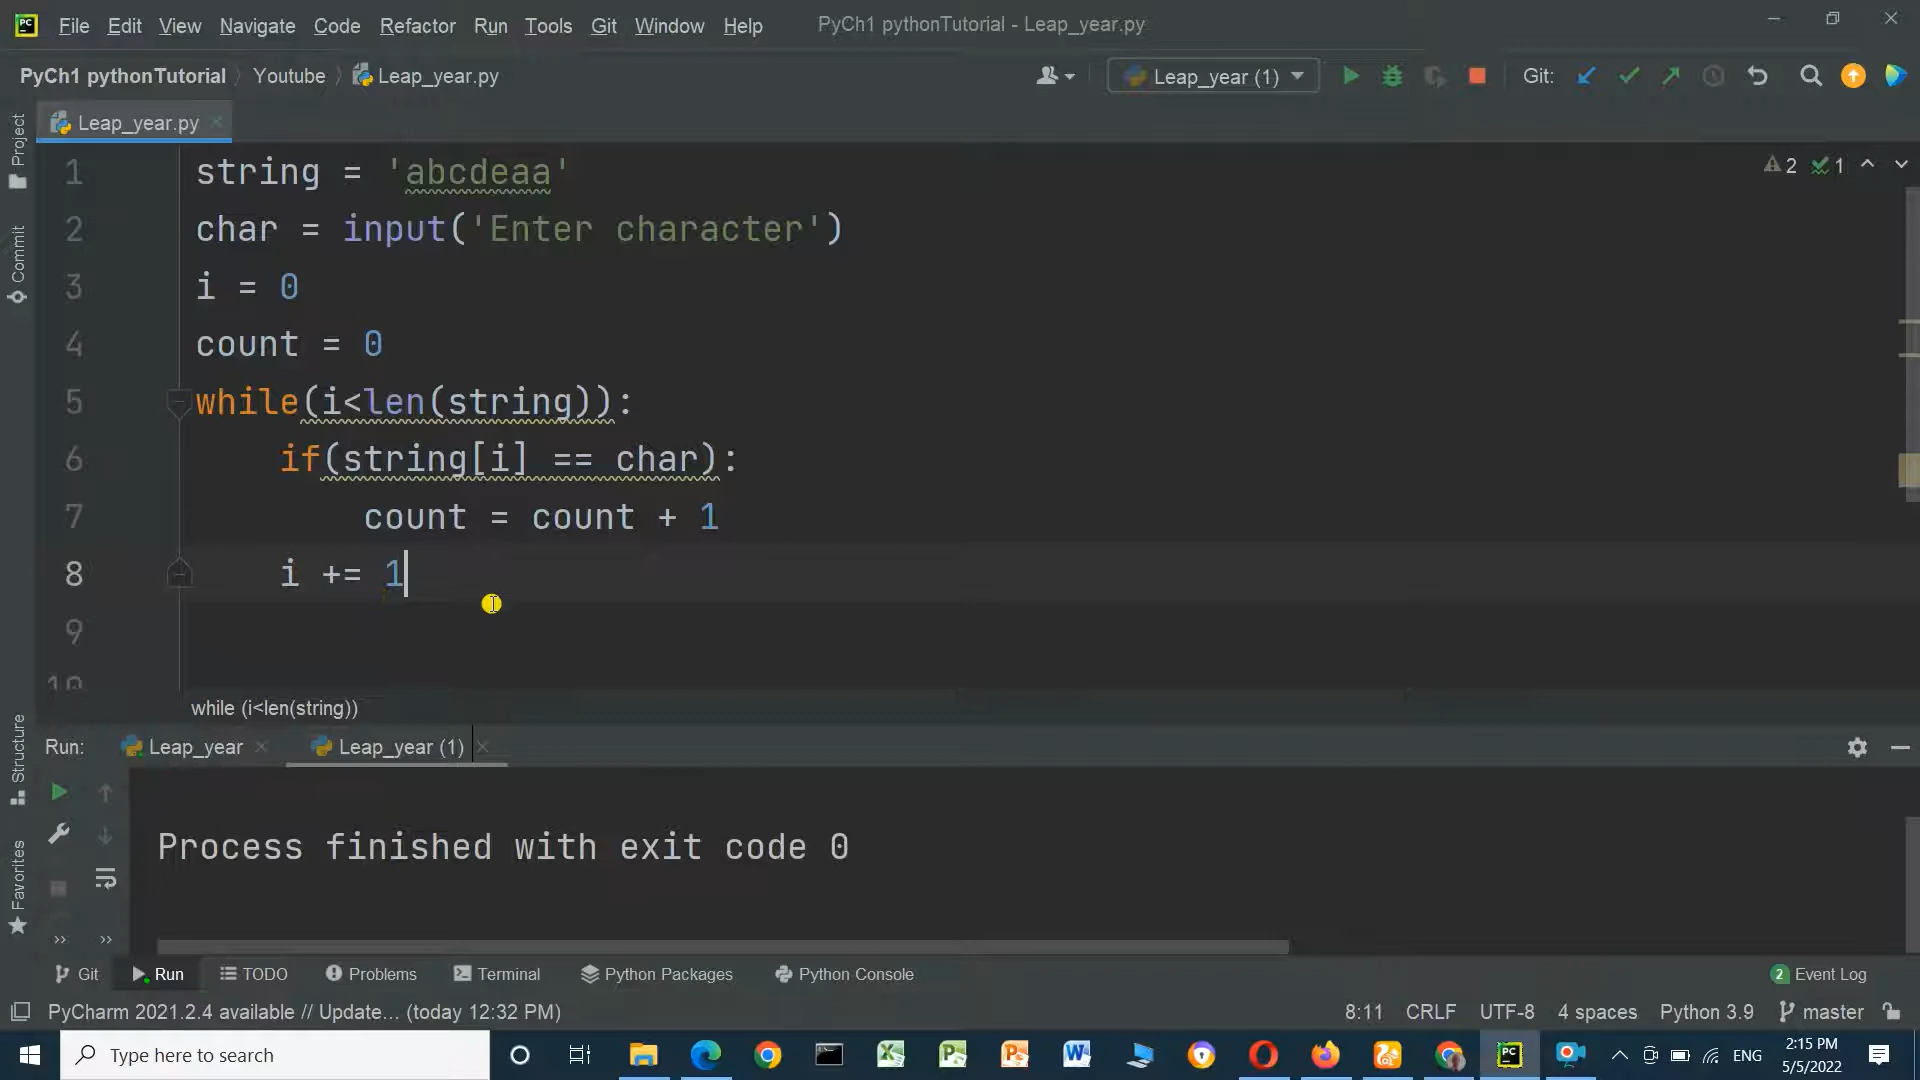 File Edit View Navigate Code Refactor Run Tools Git Window Help PyCh1 pythonTutorial - Leap_year.py
PyCh1 pythonTutorial Youtube Leap_year.py Leap_year (1) Git:
Leap_year.py
Project
Commit
Structure
Favorites
1 string = 'abcdeaa'
2 char = input('Enter character')
3 i = 0
4 count = 0
5 while(i<len(string)):
6 if(string[i] == char):
7 count = count + 1
8 i += 1
9
10
2 1
while (i<len(string))
Run: Leap_year Leap_year (1)
Process finished with exit code 0
Git Run TODO Problems Terminal Python Packages Python Console 2 Event Log
PyCharm 2021.2.4 available // Update... (today 12:32 PM) 8:11 CRLF UTF-8 4 spaces Python 3.9 master
Type here to search ENG 2:15 PM
5/5/2022